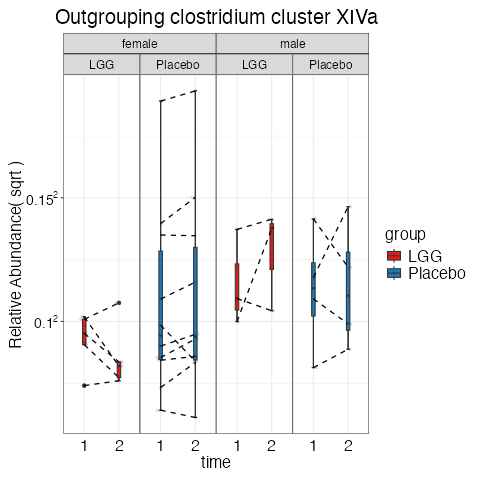 Outgrouping clostridium cluster XIVa
female male
LGG Placebo LGG Placebo
Relative Abundance( sqrt )
0.15²
0.1²
1 2 1 2 1 2 1 2
time
group
LGG
Placebo